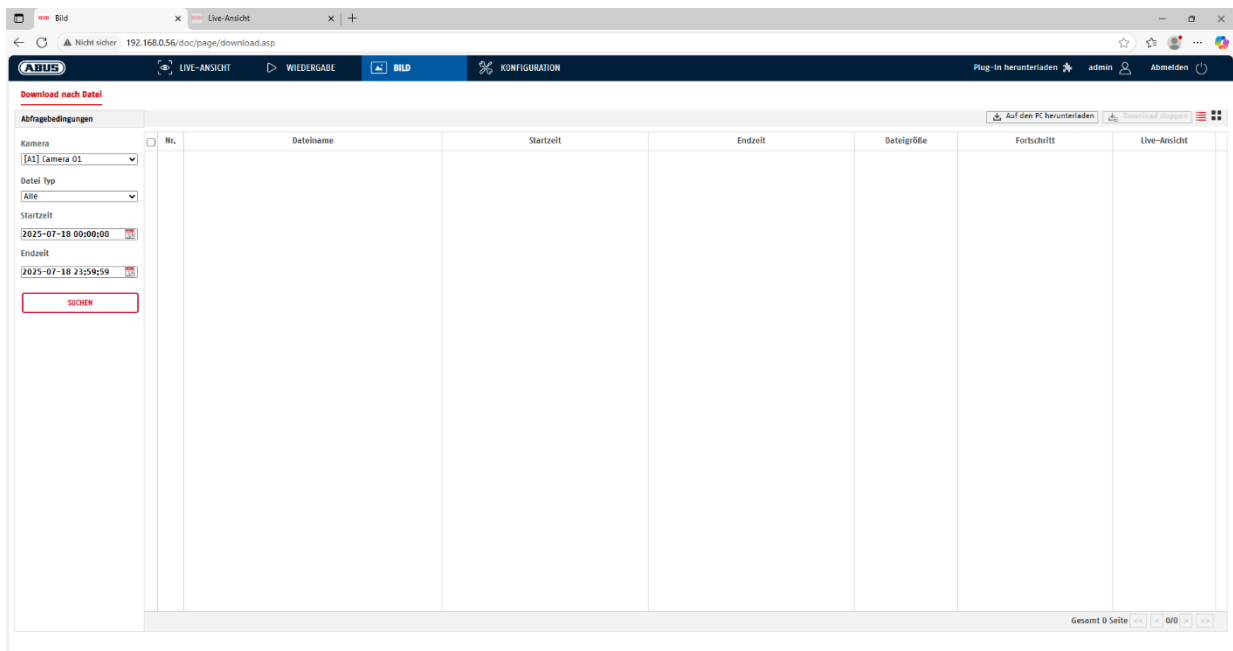 Bild
Live-Ansicht
Nicht sicher 192.168.0.56/doc/page/download.asp
ABUS LIVE-ANSICHT WIEDERGABE BILD KONFIGURATION Plug-In herunterladen admin Abmelden
Download nach Datei
Abfragebedingungen
Auf den PC herunterladen Download stoppen
Nr. Dateiname Startzeit Endzeit Dateigröße Fortschritt Live-Ansicht
Kamera
[A1] Camera 01
Datei Typ
Alle
Startzeit
2025-07-18 00:00:00
Endzeit
2025-07-18 23:59:59
SUCHEN
Gesamt 0 Seite << < 0/0 > >>